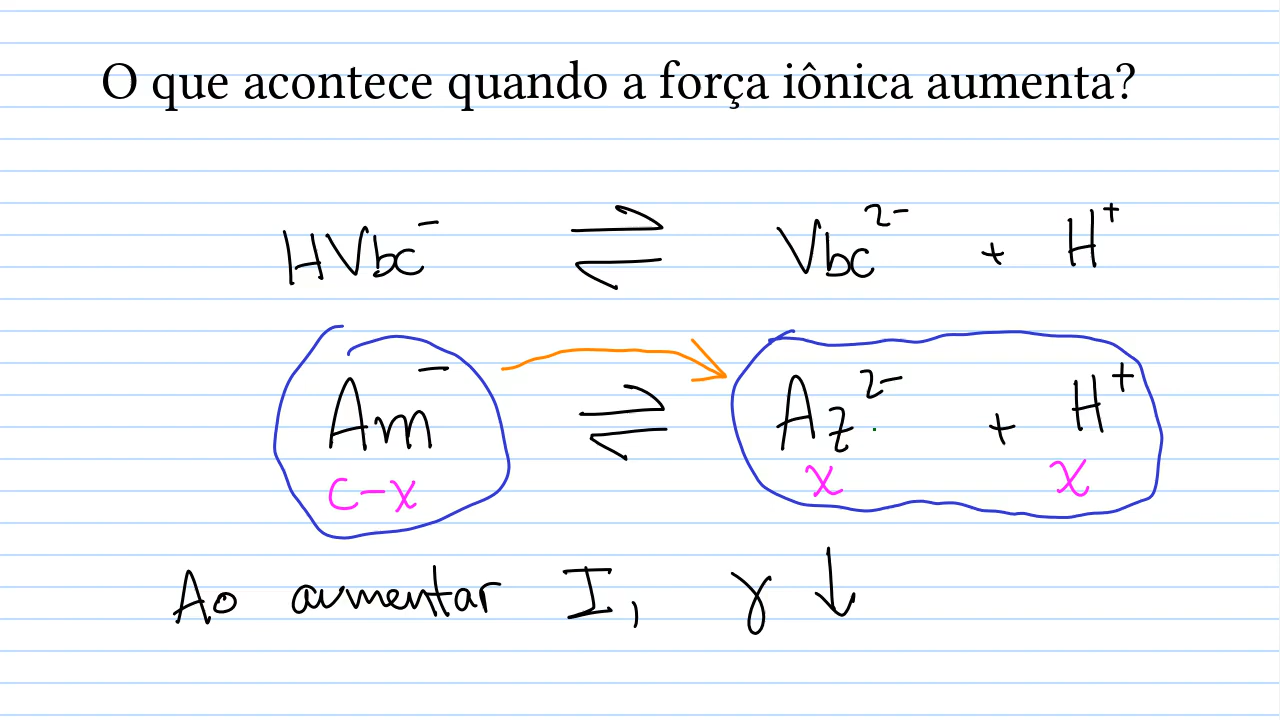 O que acontece quando a força iônica aumenta?
HVbc⁻ ⇌ Vbc²⁻ + H⁺
Am⁻ ⇌ Az²⁻ + H⁺
c-x x x
Ao aumentar I, γ ↓